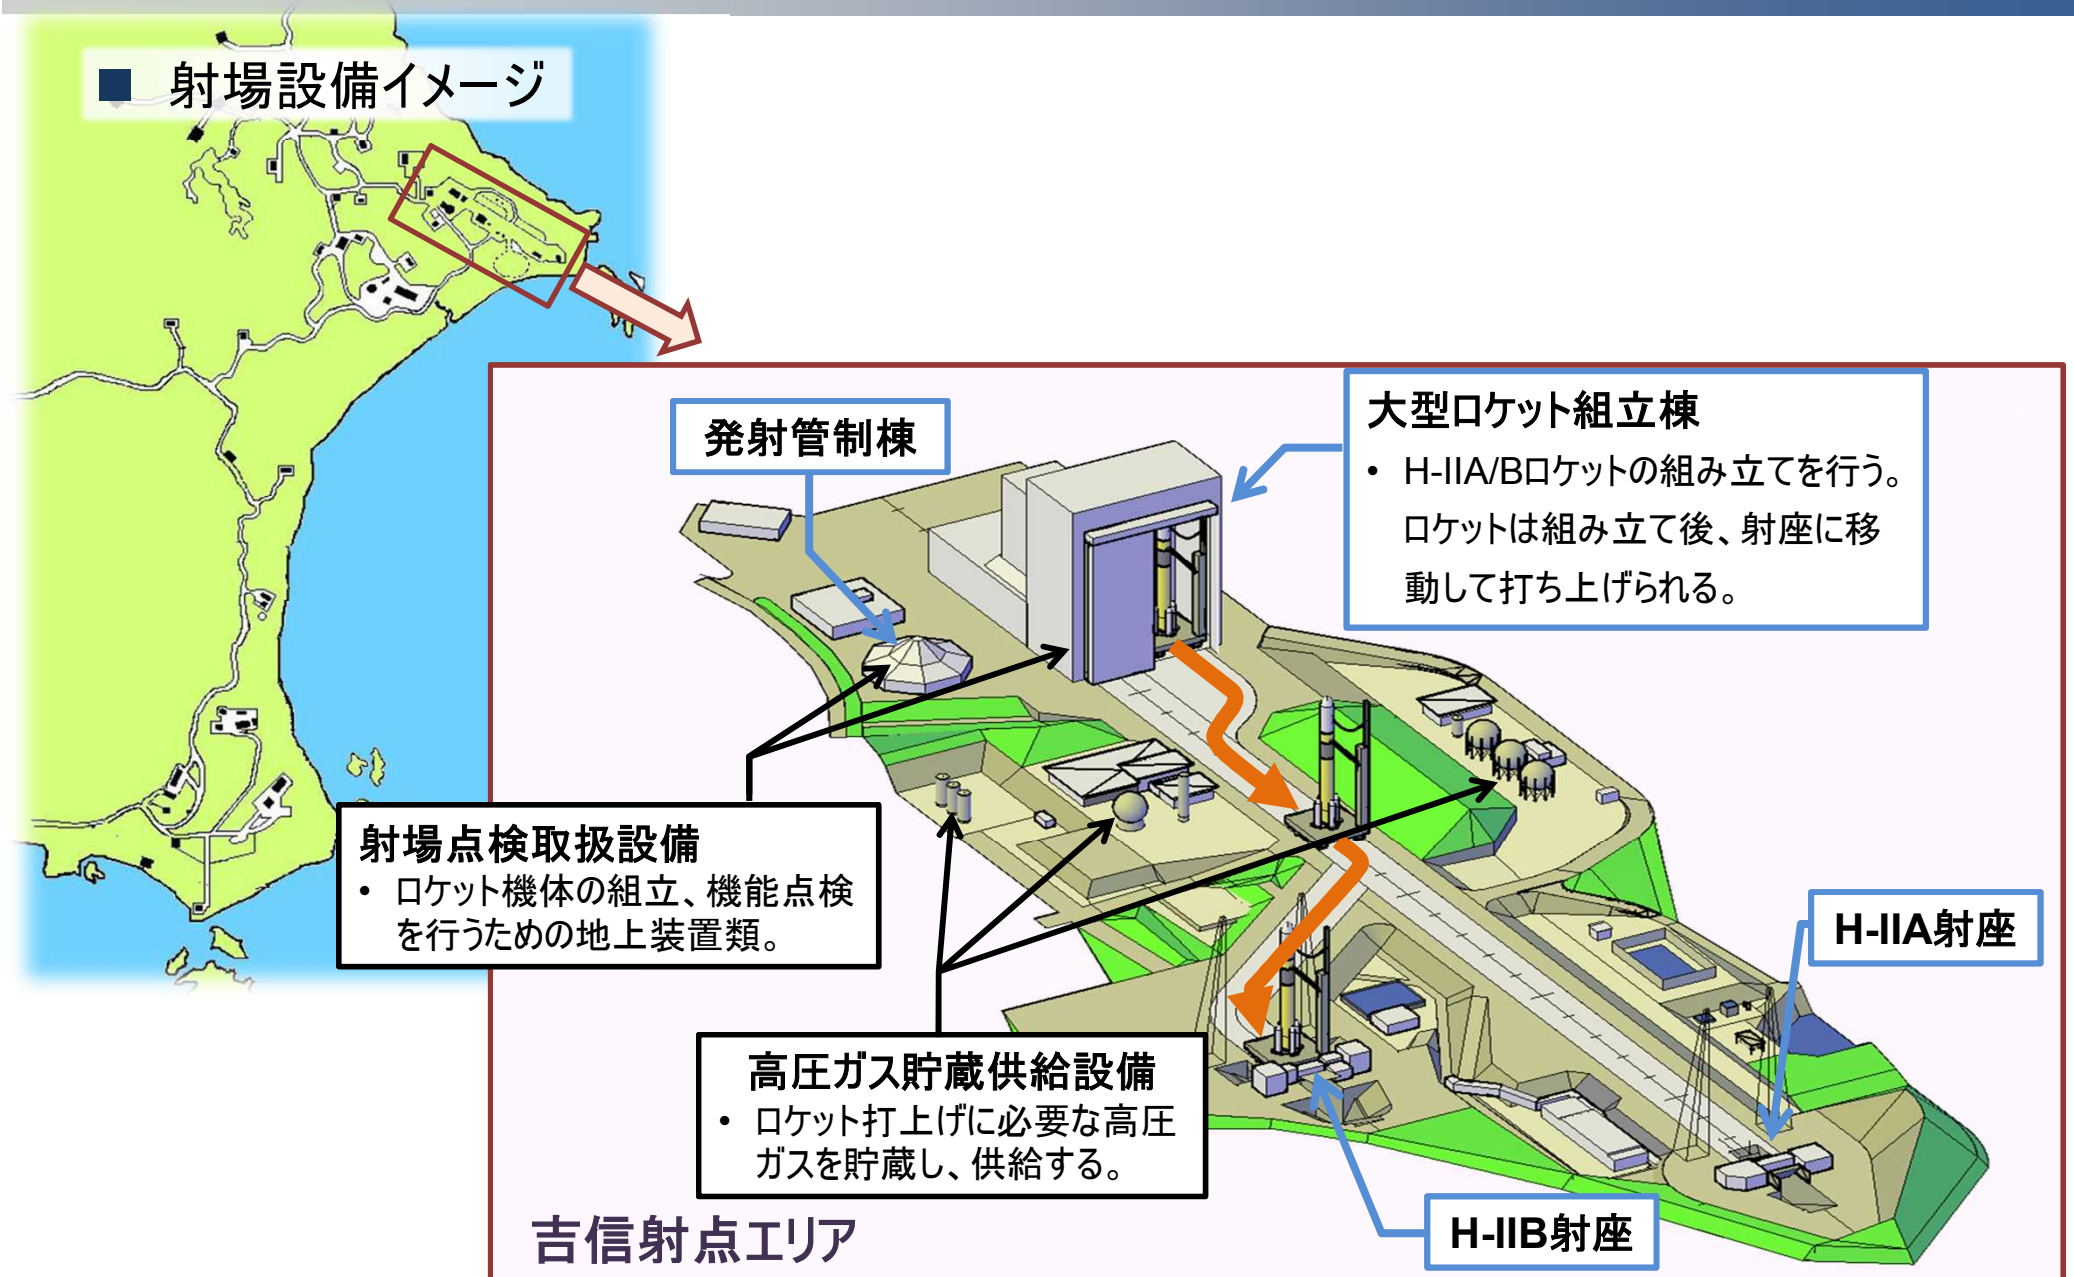 ■ 射場設備イメージ
発射管制棟
大型ロケット組立棟
• H-IIA/Bロケットの組み立てを行う。
ロケットは組み立て後、射座に移
動して打ち上げられる。
射場点検取扱設備
• ロケット機体の組立、機能点検
を行うための地上装置類。
H-IIA射座
高圧ガス貯蔵供給設備
• ロケット打上げに必要な高圧
ガスを貯蔵し、供給する。
H-IIB射座
吉信射点エリア